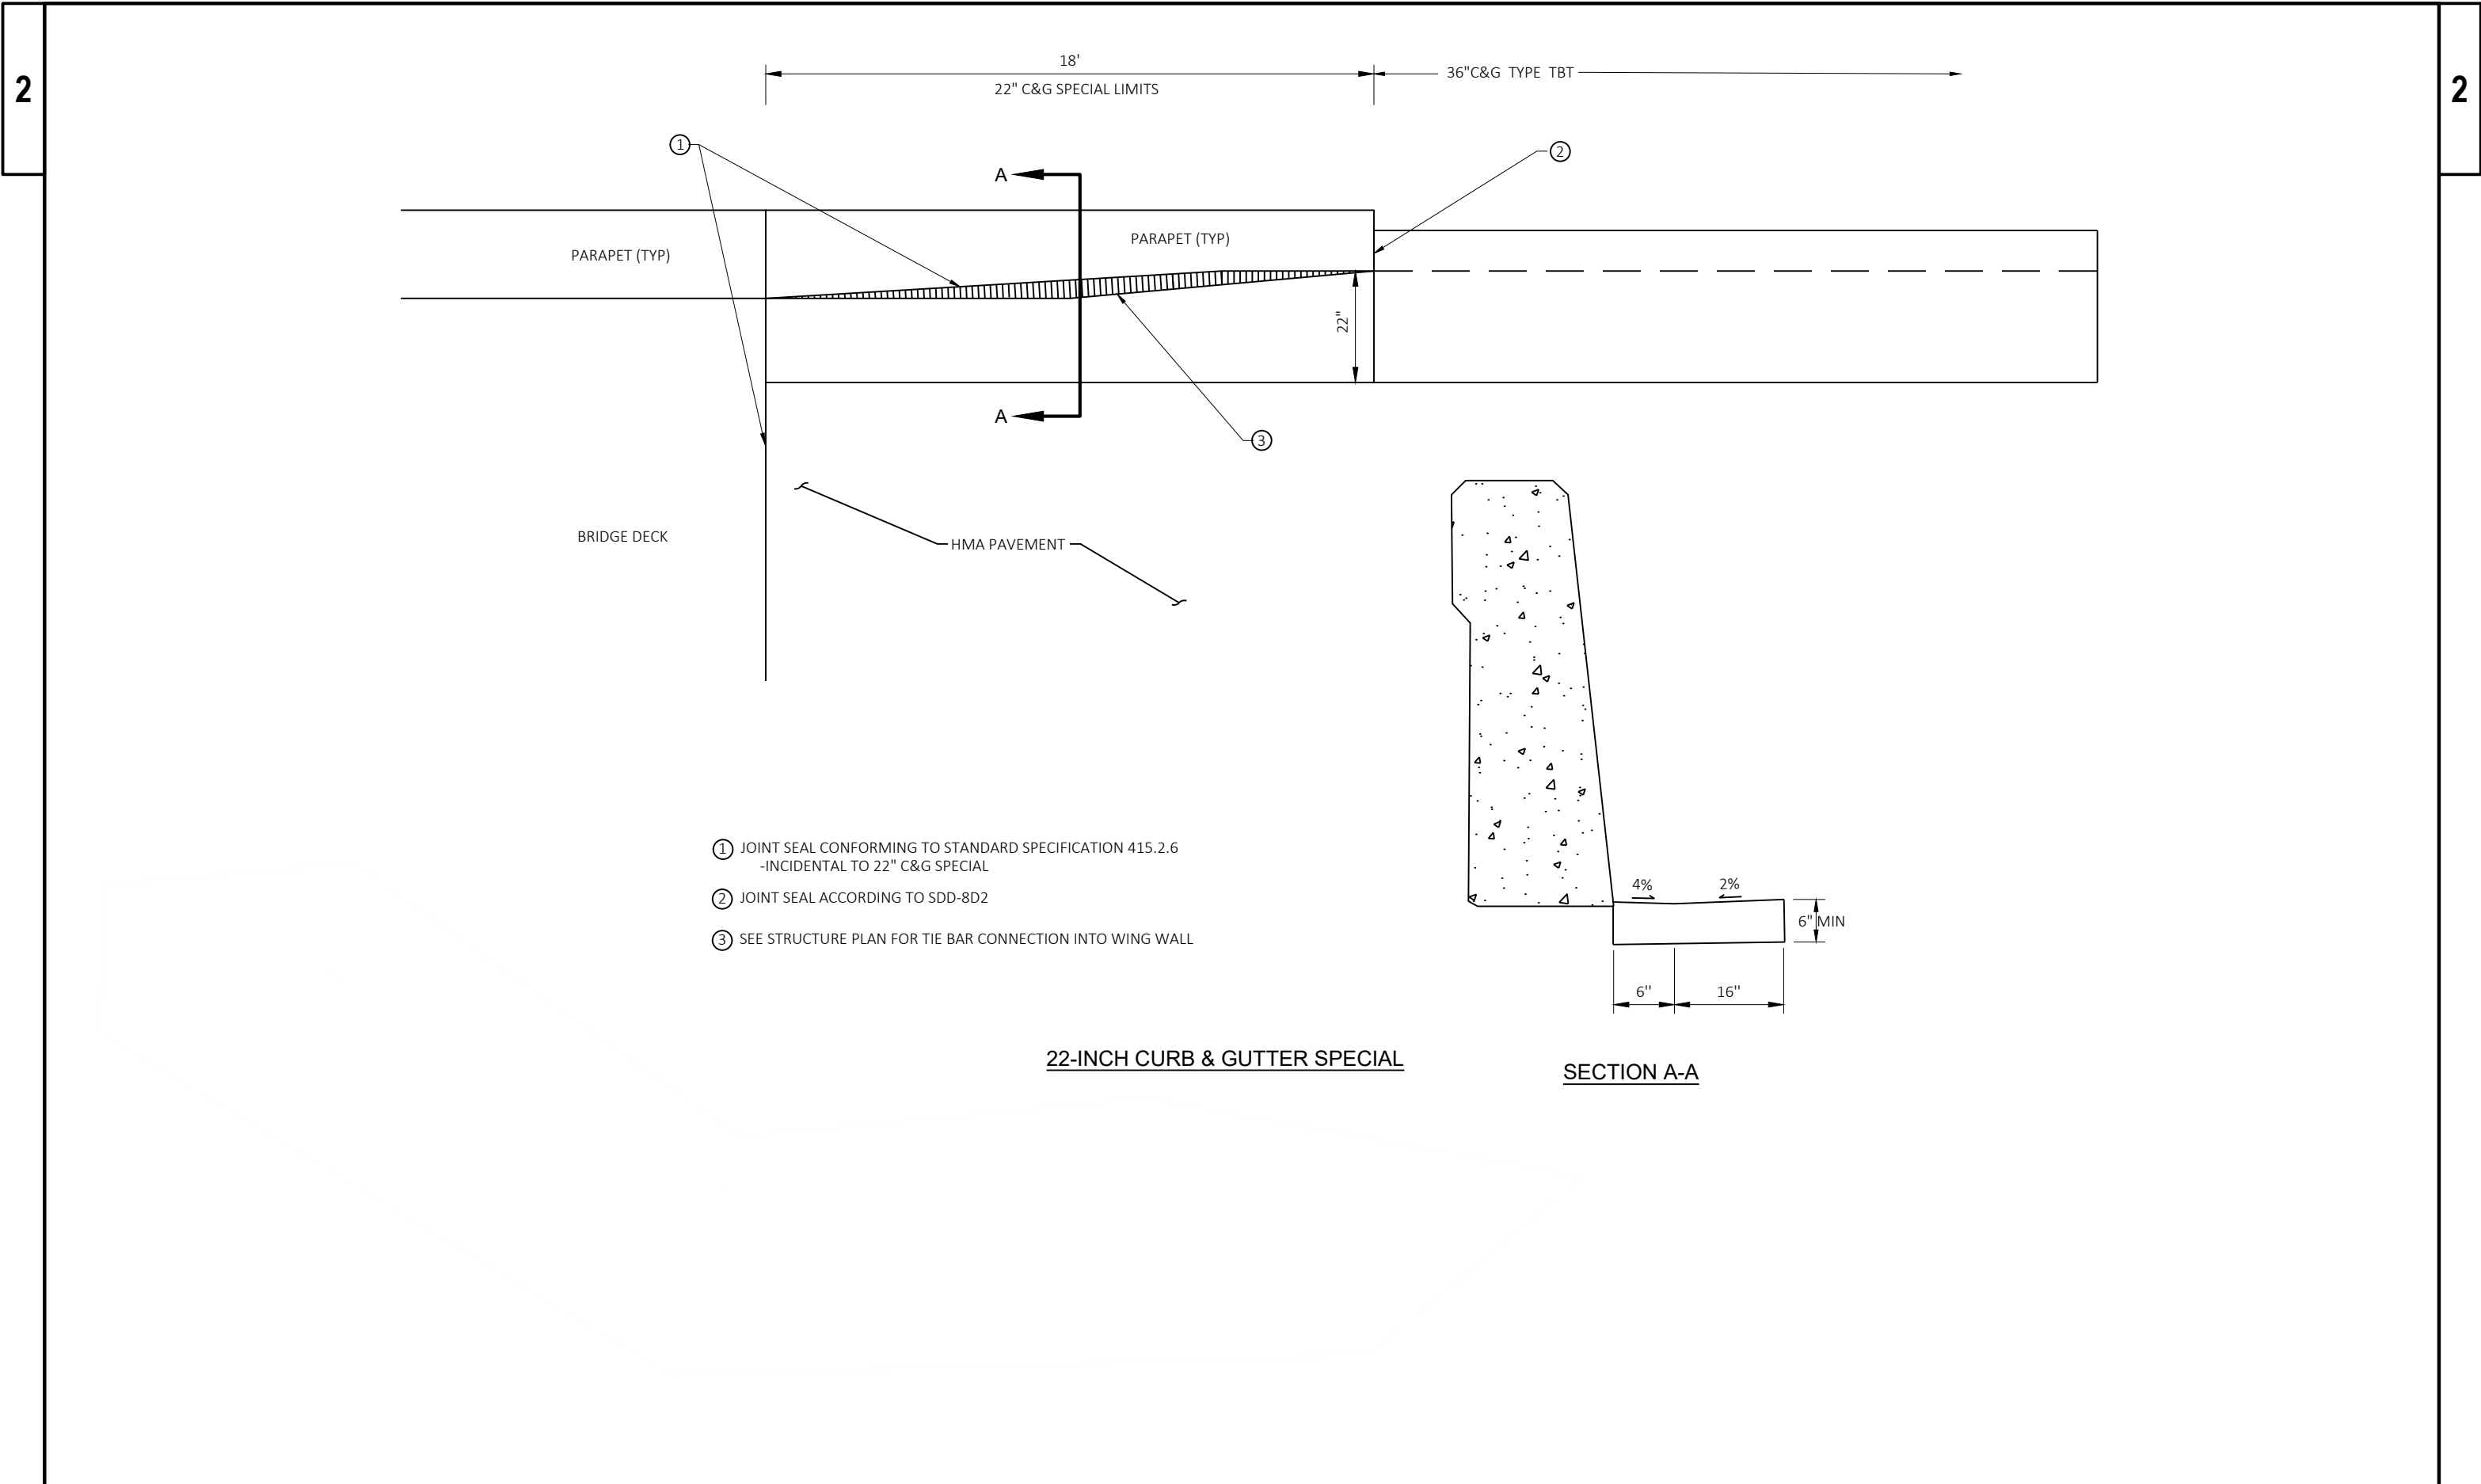 2
2
18'
22" C&G SPECIAL LIMITS
36"C&G TYPE TBT
1
2
A
PARAPET (TYP)
PARAPET (TYP)
22"
A
3
BRIDGE DECK
HMA PAVEMENT
1 JOINT SEAL CONFORMING TO STANDARD SPECIFICATION 415.2.6
-INCIDENTAL TO 22" C&G SPECIAL
2 JOINT SEAL ACCORDING TO SDD-8D2
3 SEE STRUCTURE PLAN FOR TIE BAR CONNECTION INTO WING WALL
4%
2%
6" MIN
6"
16"
22-INCH CURB & GUTTER SPECIAL
SECTION A-A